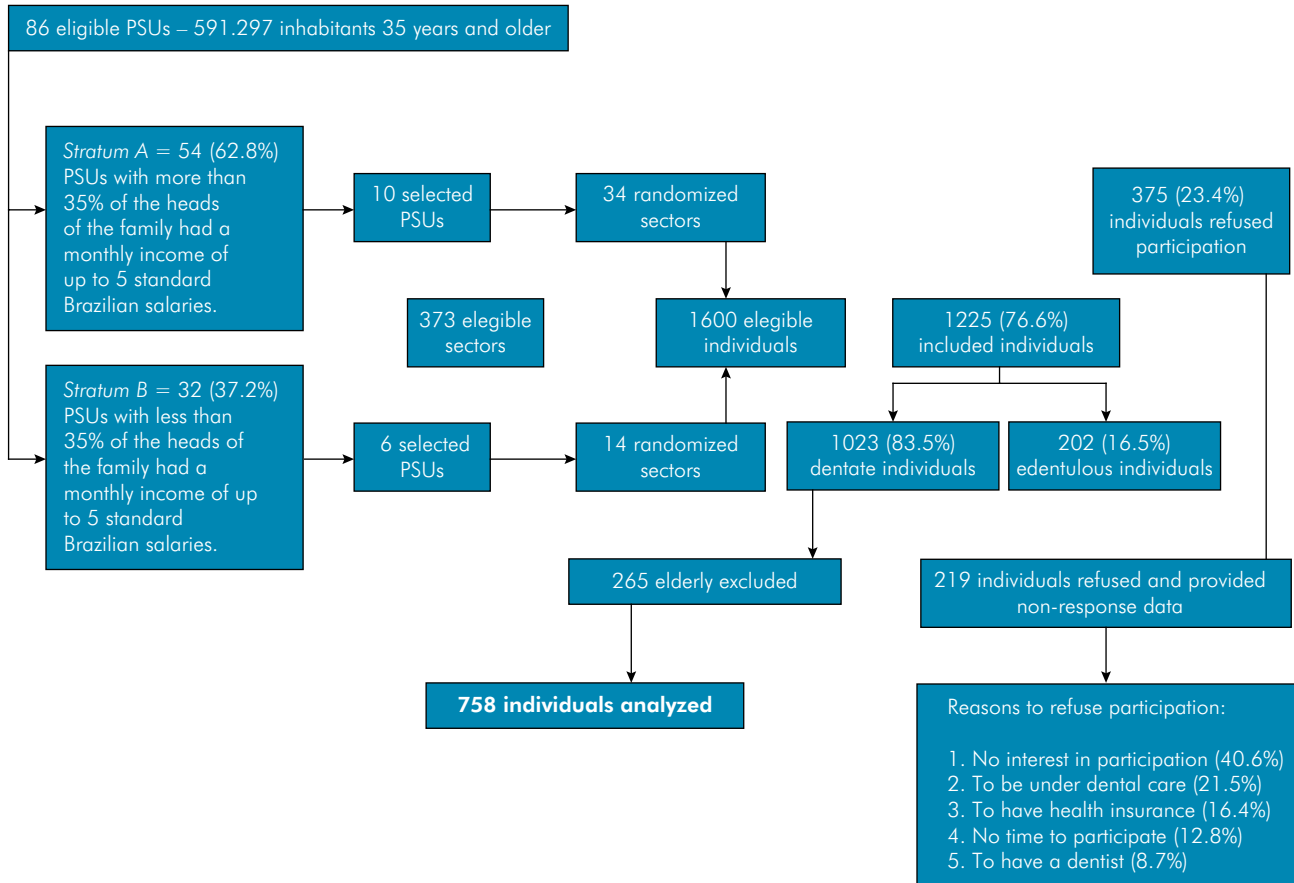 86 eligible PSUs – 591.297 inhabitants 35 years and older
Stratum A = 54 (62.8%)
PSUs with more than
35% of the heads
of the family had a
monthly income of
up to 5 standard
Brazilian salaries.
10 selected
PSUs
34 randomized
sectors
375 (23.4%)
individuals refused
participation
373 elegible
sectors
1600 elegible
individuals
1225 (76.6%)
included individuals
Stratum B = 32 (37.2%)
PSUs with less than
35% of the heads of
the family had a
monthly income of up
to 5 standard
Brazilian salaries.
6 selected
PSUs
14 randomized
sectors
1023 (83.5%)
dentate individuals
202 (16.5%)
edentulous individuals
265 elderly excluded
219 individuals refused and provided
non-response data
758 individuals analyzed
Reasons to refuse participation:
1. No interest in participation (40.6%)
2. To be under dental care (21.5%)
3. To have health insurance (16.4%)
4. No time to participate (12.8%)
5. To have a dentist (8.7%)